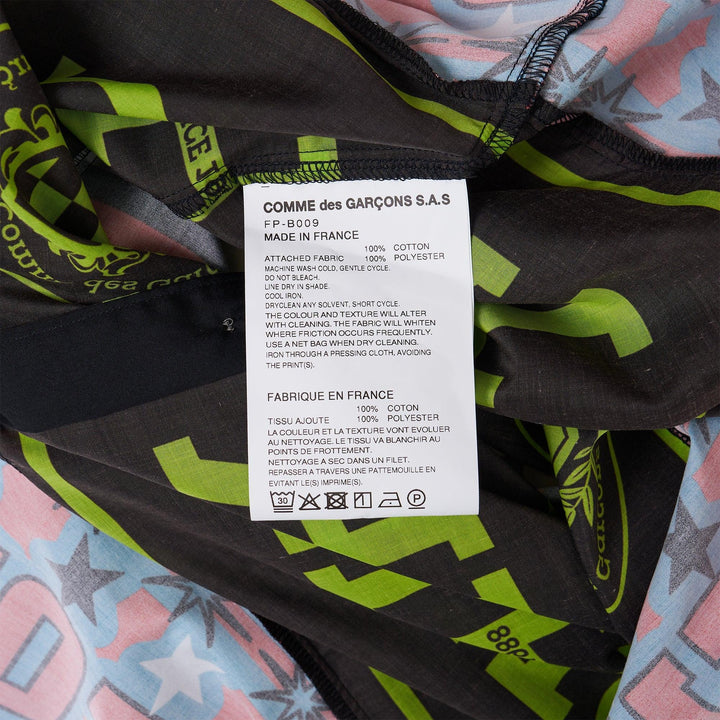 COMME des GARÇONS S.A.S
FP-B009
MADE IN FRANCE
100% COTTON
ATTACHED FABRIC 100% POLYESTER
MACHINE WASH COLD, GENTLE CYCLE.
DO NOT BLEACH.
LINE DRY IN SHADE.
COOL IRON.
DRYCLEAN ANY SOLVENT, SHORT CYCLE.
THE COLOUR AND TEXTURE WILL ALTER
WITH CLEANING. THE FABRIC WILL WHITEN
WHERE FRICTION OCCURS FREQUENTLY.
USE A NET BAG WHEN DRY CLEANING.
IRON THROUGH A PRESSING CLOTH, AVOIDING
THE PRINT(S).
FABRIQUE EN FRANCE
100% COTON
TISSU AJOUTE 100% POLYESTER
LA COULEUR ET LA TEXTURE VONT EVOLUER
AU NETTOYAGE. LE TISU VA BLANCHIR AU
POINTS DE FROTTEMENT.
NETTOYAGE A SEC DANS UN FILET.
REPASSER A TRAVERS UNE PATTEMOUILLE EN
EVITANT LE(S) IMPRIME(S).
30 P
des Gar
Garcons
88